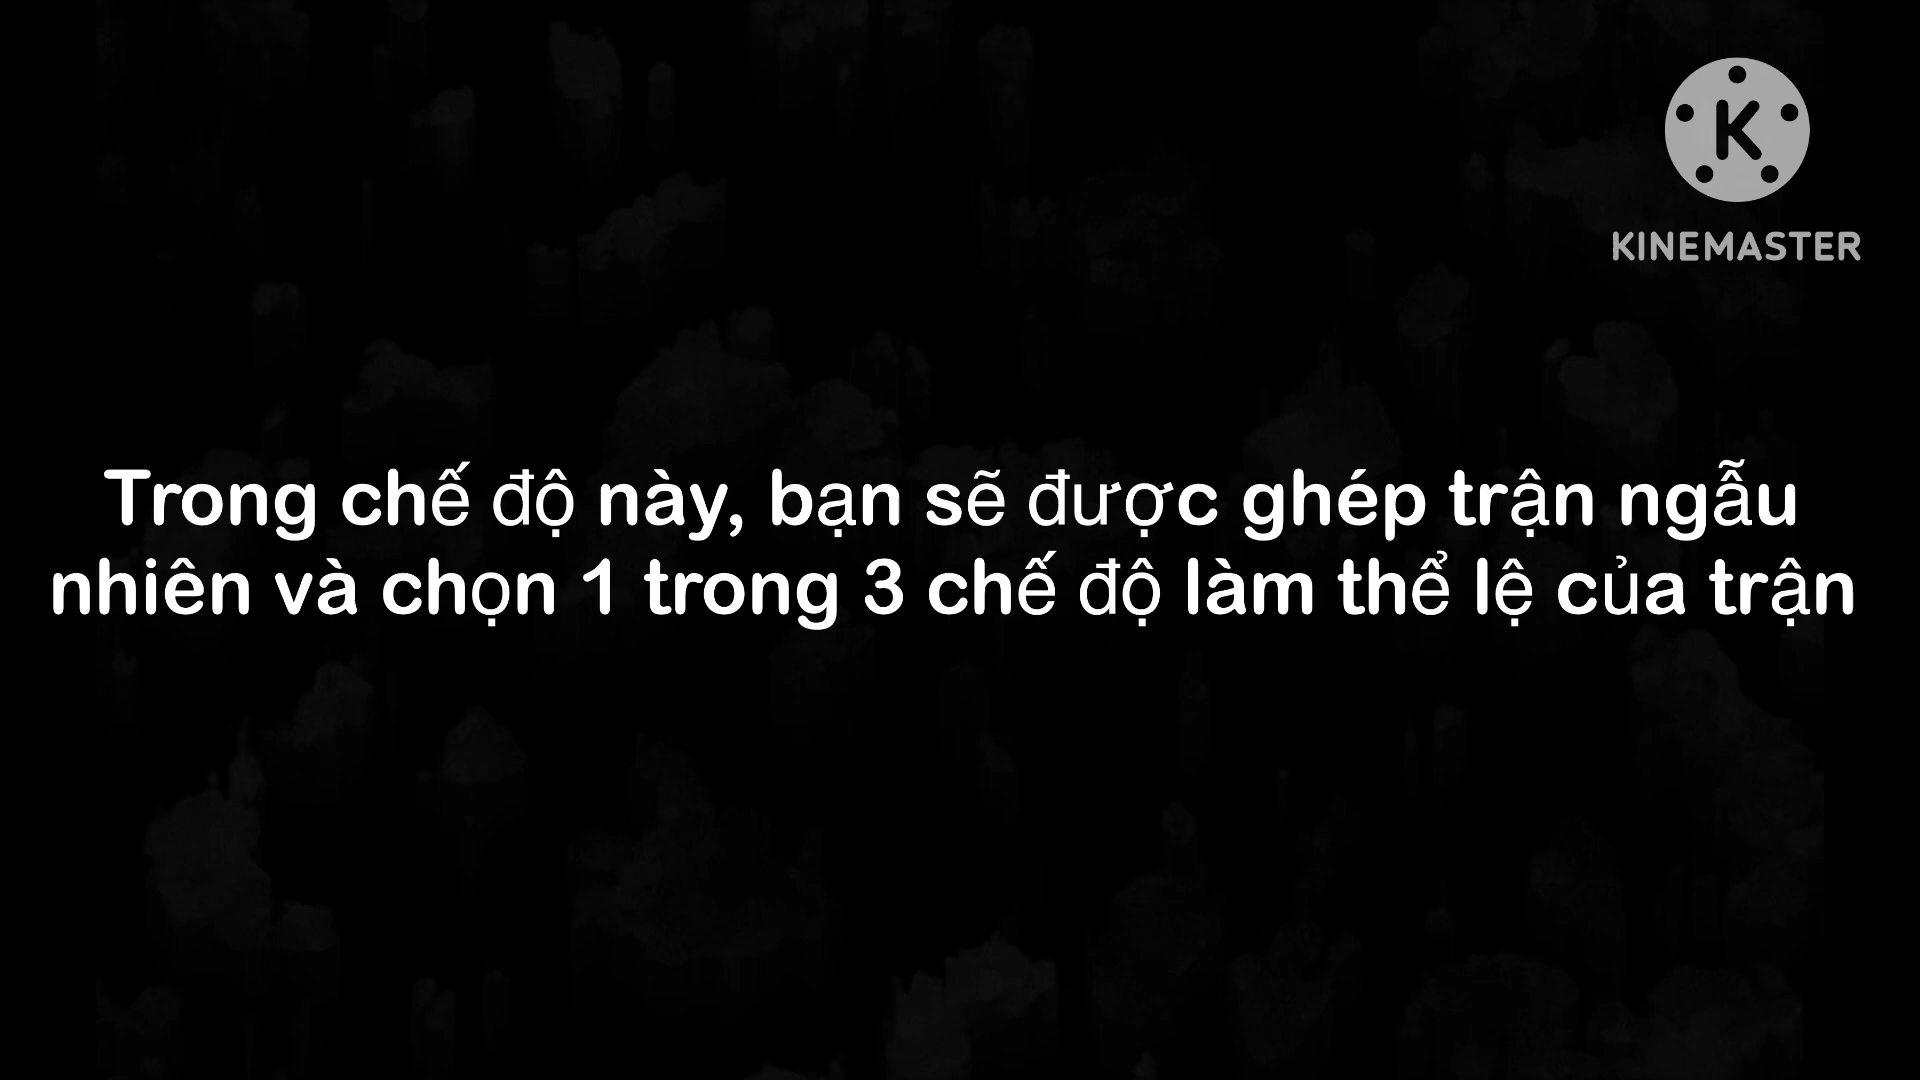 K
KINEMASTER
Trong chế độ này, bạn sẽ được ghép trận ngẫu
nhiên và chọn 1 trong 3 chế độ làm thể lệ của trận